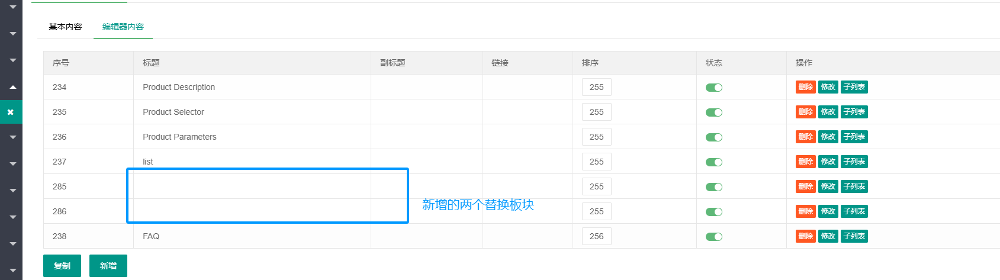 基本内容 编辑器内容
序号 标题 副标题 链接 排序 状态 操作
234 Product Description 255 删除 修改 子列表
235 Product Selector 255 删除 修改 子列表
236 Product Parameters 255 删除 修改 子列表
237 list 255 删除 修改 子列表
285 255 删除 修改 子列表
新增的两个替换板块
286 255 删除 修改 子列表
238 FAQ 256 删除 修改 子列表
复制 新增